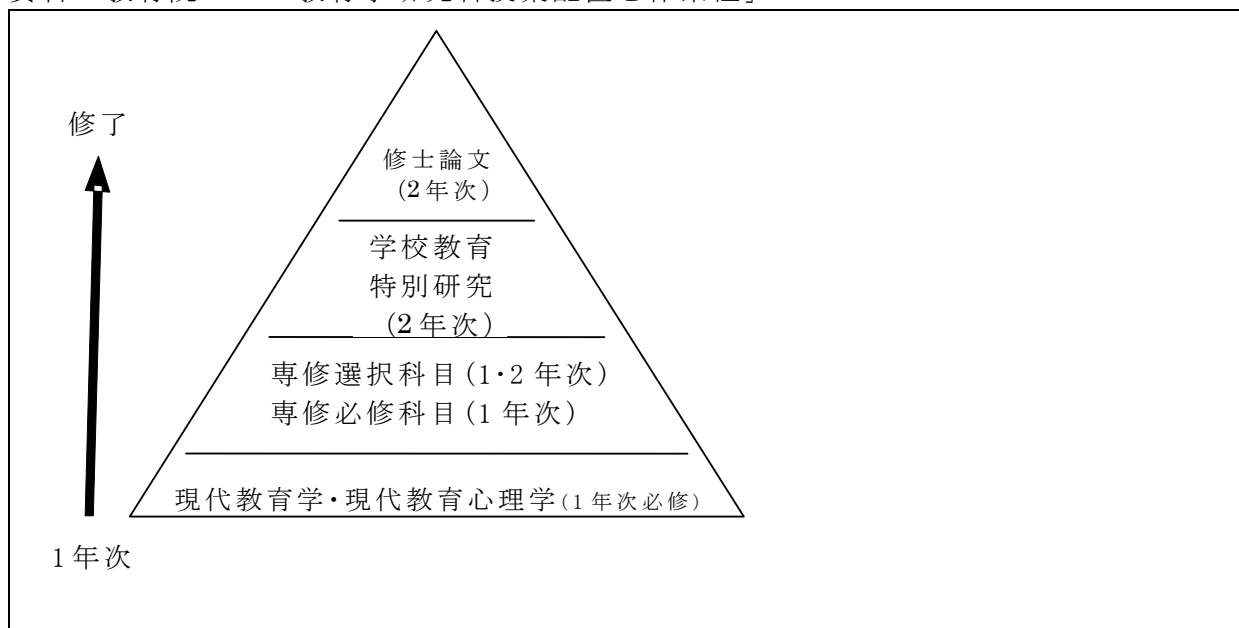 修了
修士論文
(2年次)
学校教育
特別研究
(2年次)
専修選択科目(1・2年次)
専修必修科目(1年次)
現代教育学・現代教育心理学(1年次必修)
1年次